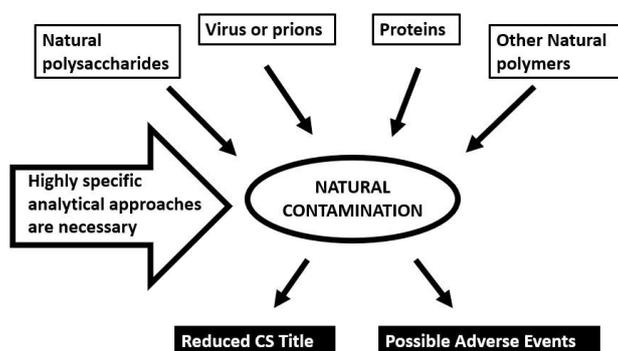 Natural
polysaccharides
Virus or prions
Proteins
Other Natural
polymers
Highly specific
analytical approaches
are necessary
NATURAL
CONTAMINATION
Reduced CS Title
Possible Adverse Events